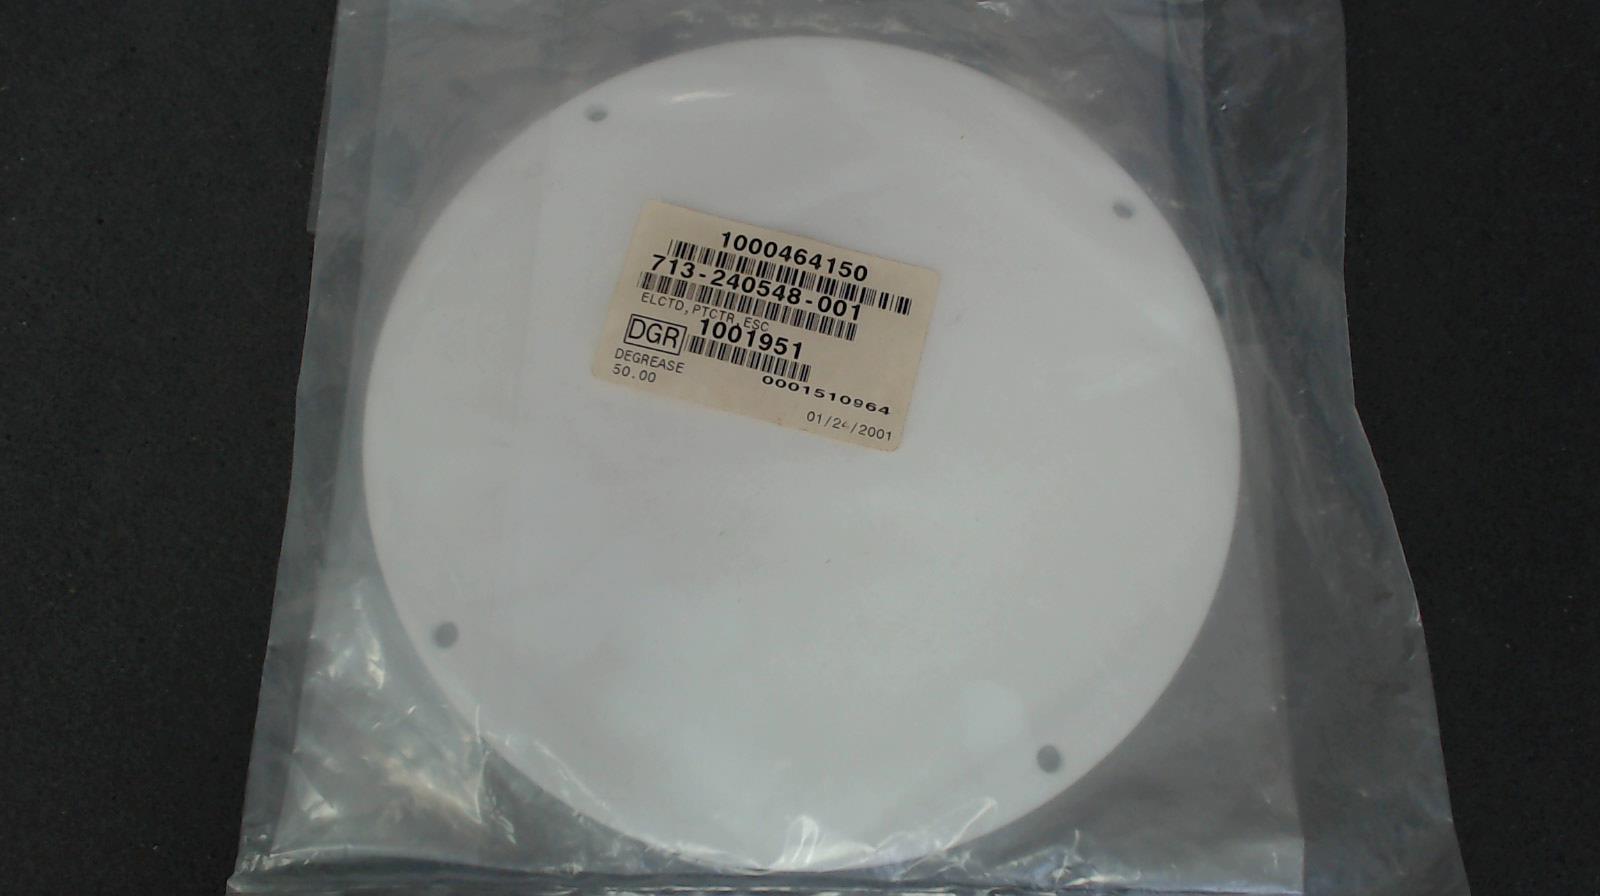 1000464150
713-240548-001
ELCTD,PTCTR,ESC
DGR 1001951
DEGREASE
50.00
0001510964
01/24/2001